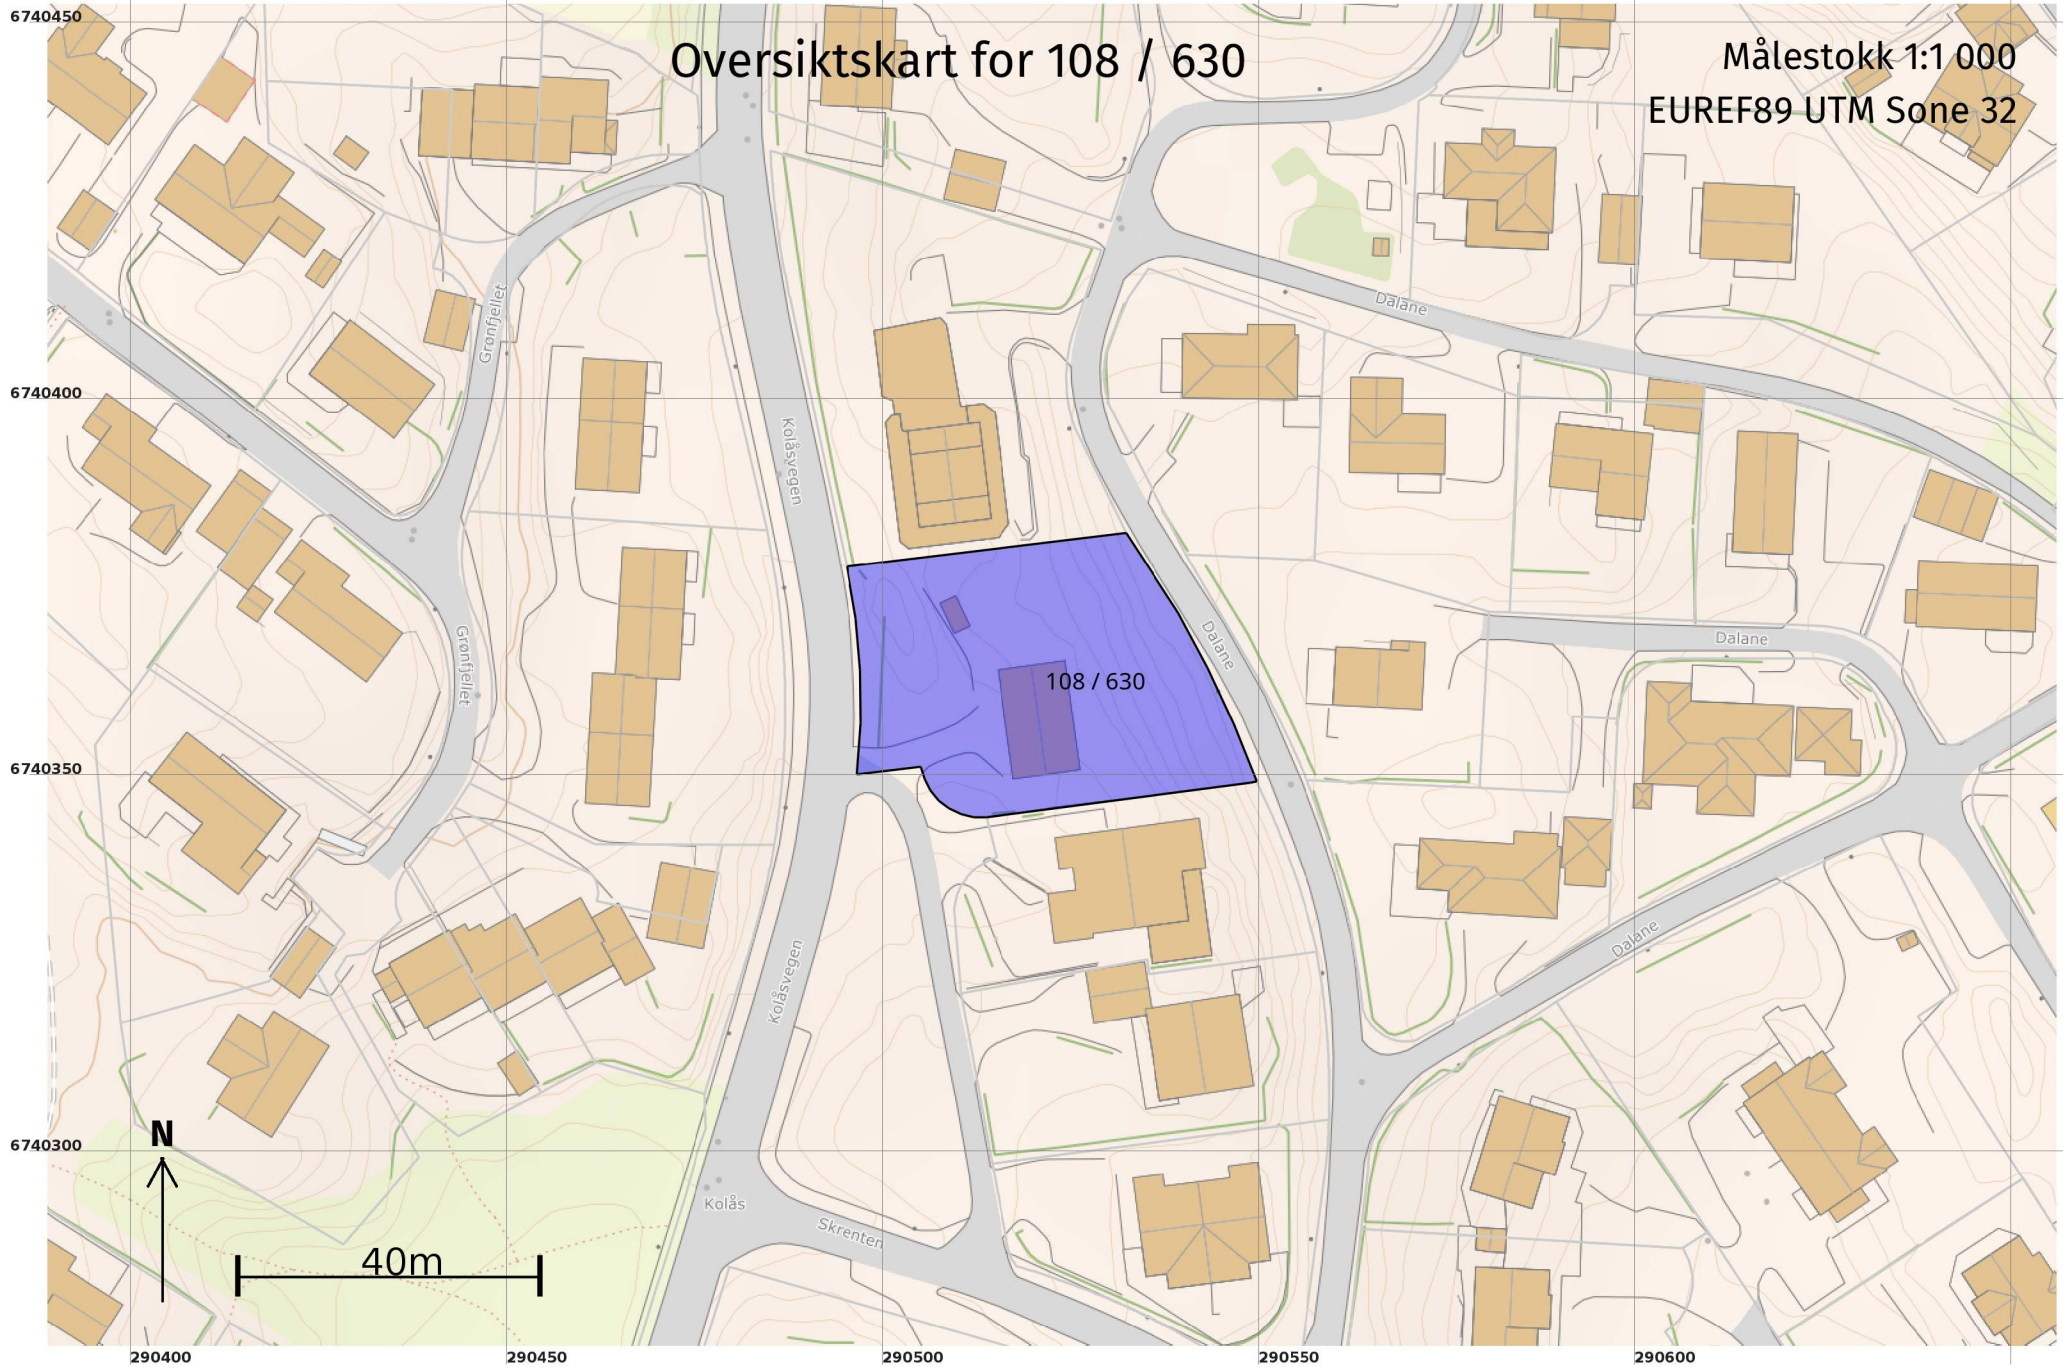 6740450
Oversiktskart for 108 / 630
Målestokk 1:1 000
EUREF89 UTM Sone 32
Dalane
Grønfjellet
6740400
Kolåsvegen
Dalane
Dalane
Grønfjellet
108 / 630
6740350
Dalane
Kolåsvegen
6740300
N
Kolås
Skrenten
40m
290400
290450
290500
290550
290600